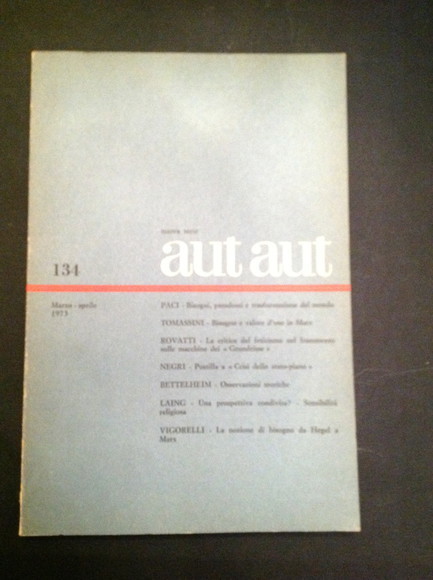 nuova serie
aut aut
134
Marzo - aprile
1973
PACI - Bisogni, paradossi e trasformazione del mondo
TOMASSINI - Bisogno e valore d'uso in Marx
ROVATTI - La critica del feticismo nel frammento
sulle macchine dei « Grundrisse »
NEGRI - Postilla a « Crisi dello stato-piano »
BETTELHEIM - Osservazioni teoriche
LAING - Una prospettiva condivisa? - Sensibilità
religiosa
VIGORELLI - La nozione di bisogno da Hegel a
Marx